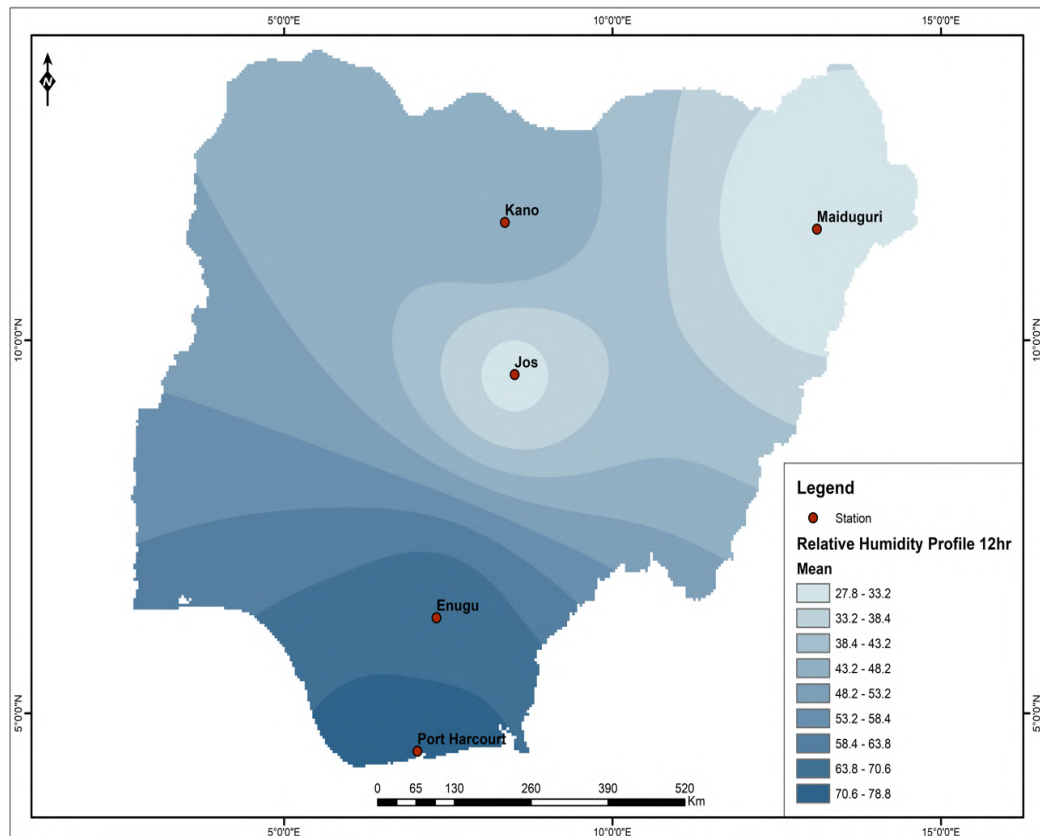 5°0'0"E 10°0'0"E 15°0'0"E
N
Kano
Maiduguri
10°0'0"N 10°0'0"N
Jos
Legend
Station
Relative Humidity Profile 12hr
Mean
27.8 - 33.2
33.2 - 38.4
38.4 - 43.2
43.2 - 48.2
48.2 - 53.2
53.2 - 58.4
58.4 - 63.8
63.8 - 70.6
70.6 - 78.8
Enugu
5°0'0"N 5°0'0"N
Port Harcourt
0 65 130 260 390 520
Km
5°0'0"E 10°0'0"E 15°0'0"E